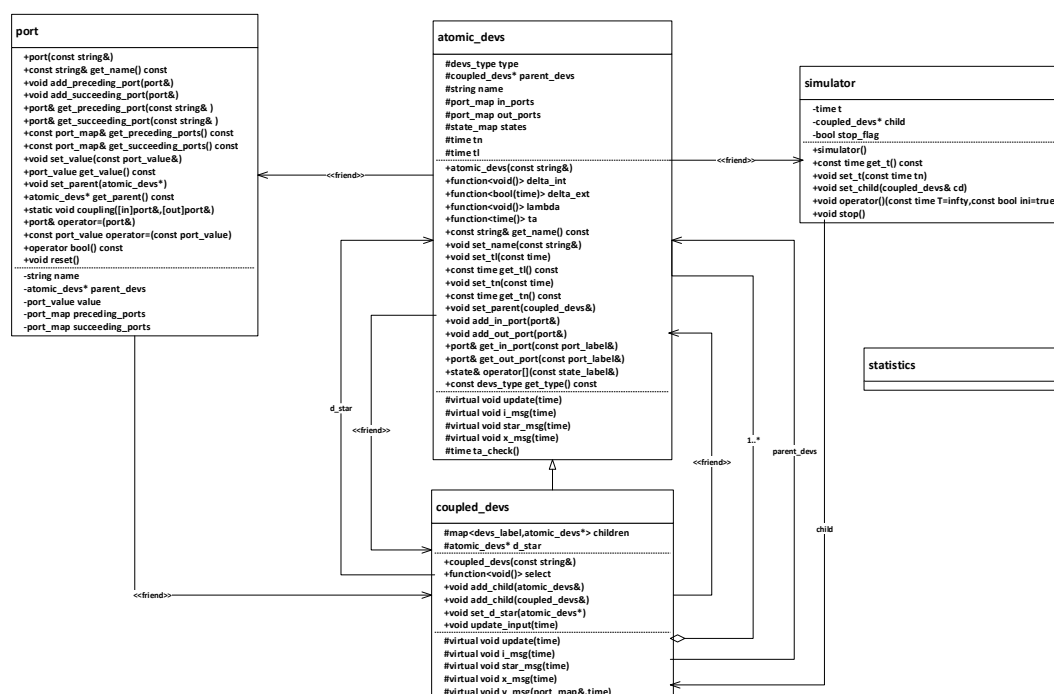 port
+port(const string&)
+const string& get_name() const
+void add_preceding_port(port&)
+void add_succeeding_port(port&)
+port& get_preceding_port(const string& )
+port& get_succeeding_port(const string& )
+const port_map& get_preceding_ports() const
+const port_map& get_succeeding_ports() const
+void set_value(const port_value&)
+port_value get_value() const
+void set_parent(atomic_devs*)
+atomic_devs* get_parent() const
+static void coupling([in]port&,[out]port&)
+port& operator=(port&)
+const port_value operator=(const port_value)
+operator bool() const
+void reset()
-string name
-atomic_devs* parent_devs
-port_value value
-port_map preceding_ports
-port_map succeeding_ports
<<friend>>
atomic_devs
#devs_type type
#coupled_devs* parent_devs
#string name
#port_map in_ports
#port_map out_ports
#state_map states
#time tn
#time tl
+atomic_devs(const string&)
+function<void()> delta_int
+function<bool(time)> delta_ext
+function<void()> lambda
+function<time()> ta
+const string& get_name() const
+void set_name(const string&)
+void set_tl(const time)
+const time get_tl() const
+void set_tn(const time)
+const time get_tn() const
+void set_parent(coupled_devs&)
+void add_in_port(port&)
+void add_out_port(port&)
+port& get_in_port(const port_label&)
+port& get_out_port(const port_label&)
+state& operator[](const state_label&)
+const devs_type get_type() const
#virtual void update(time)
#virtual void i_msg(time)
#virtual void star_msg(time)
#virtual void x_msg(time)
#time ta_check()
<<friend>>
simulator
-time t
-coupled_devs* child
-bool stop_flag
+simulator()
+const time get_t() const
+void set_t(const time tn)
+void set_child(coupled_devs& cd)
+void operator()(const time T=infty,const bool ini=true
+void stop()
statistics
d_star
<<friend>>
1..*
parent_devs
<<friend>>
child
<<friend>>
coupled_devs
#map<devs_label,atomic_devs*> children
#atomic_devs* d_star
+coupled_devs(const string&)
+function<void()> select
+void add_child(atomic_devs&)
+void add_child(coupled_devs&)
+void set_d_star(atomic_devs*)
+void update_input(time)
#virtual void update(time)
#virtual void i_msg(time)
#virtual void star_msg(time)
#virtual void x_msg(time)
#virtual void y_msg(port_map&,time)